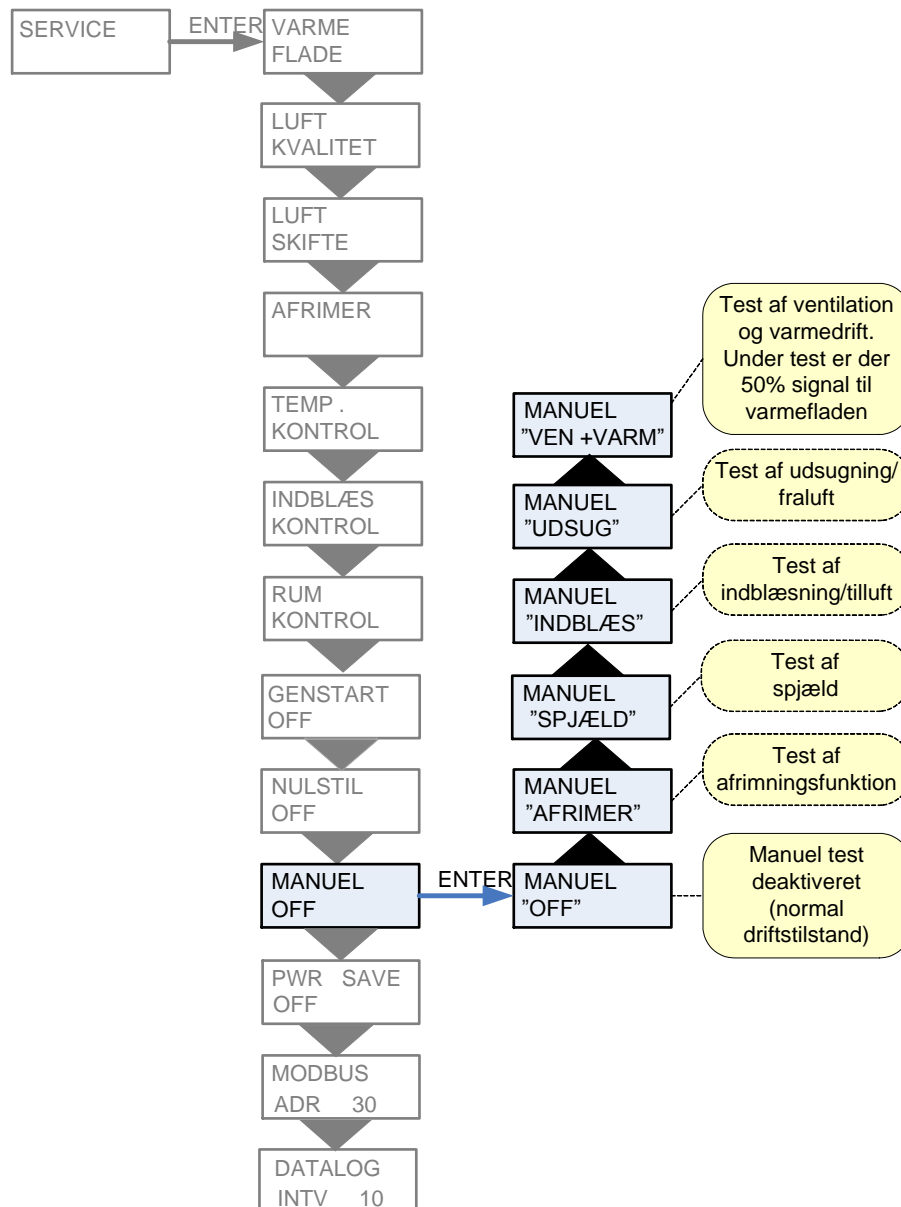 SERVICE
ENTER
VARME
FLADE
LUFT
KVALITET
LUFT
SKIFTE
AFRIMER
TEMP .
KONTROL
INDBLÆS
KONTROL
RUM
KONTROL
GENSTART
OFF
NULSTIL
OFF
MANUEL
OFF
ENTER
PWR SAVE
OFF
MODBUS
ADR 30
DATALOG
INTV 10
MANUEL
”VEN +VARM”
MANUEL
”UDSUG”
MANUEL
”INDBLÆS”
MANUEL
”SPJÆLD”
MANUEL
”AFRIMER”
MANUEL
”OFF”
Test af ventilation
og varmedrift.
Under test er der
50% signal til
varmefladen
Test af udsugning/
fraluft
Test af
indblæsning/tilluft
Test af
spjæld
Test af
afrimningsfunktion
Manuel test
deaktiveret
(normal
driftstilstand)